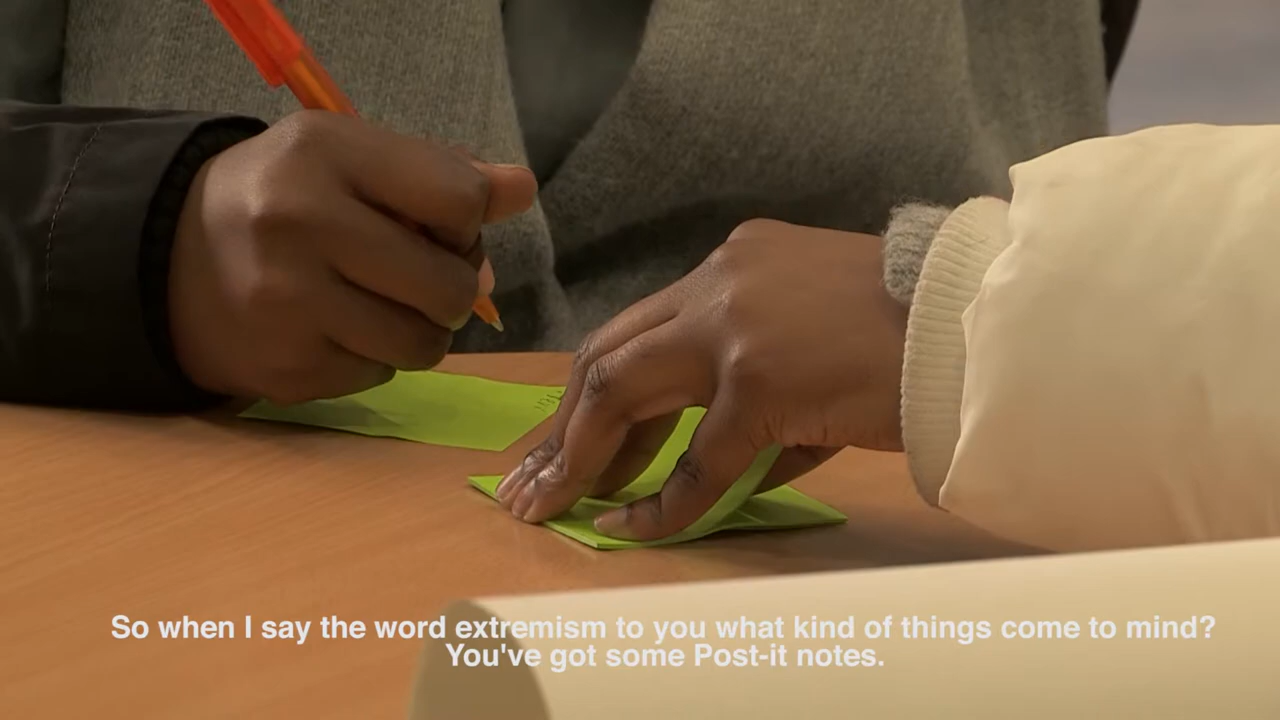 So when I say the word extremism to you what kind of things come to mind?
You've got some Post-it notes.